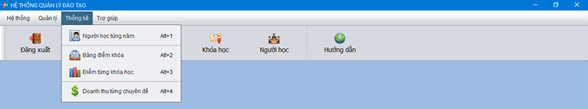 HỆ THỐNG QUẢN LÝ ĐÀO TẠO
Hệ thống Quản lý Thống kê Trợ giúp
Đăng xuất Khóa học Người học Hướng dẫn
Người học từng năm Alt+1
Bảng điểm khóa Alt+2
Điểm từng khóa học Alt+3
Doanh thu từng chuyên đề Alt+4